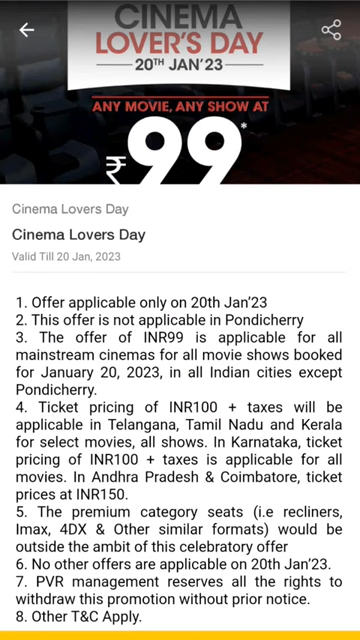 CINEMA
LOVER'S DAY
20TH JAN'23
ANY MOVIE, ANY SHOW AT
₹99*
Cinema Lovers Day
Cinema Lovers Day
Valid Till 20 Jan, 2023
1. Offer applicable only on 20th Jan'23
2. This offer is not applicable in Pondicherry
3. The offer of INR99 is applicable for all
mainstream cinemas for all movie shows booked
for January 20, 2023, in all Indian cities except
Pondicherry.
4. Ticket pricing of INR100 + taxes will be
applicable in Telangana, Tamil Nadu and Kerala
for select movies, all shows. In Karnataka, ticket
pricing of INR100 + taxes is applicable for all
movies. In Andhra Pradesh & Coimbatore, ticket
prices at INR150.
5. The premium category seats (i.e recliners,
Imax, 4DX & Other similar formats) would be
outside the ambit of this celebratory offer
6. No other offers are applicable on 20th Jan'23.
7. PVR management reserves all the rights to
withdraw this promotion without prior notice.
8. Other T&C Apply.